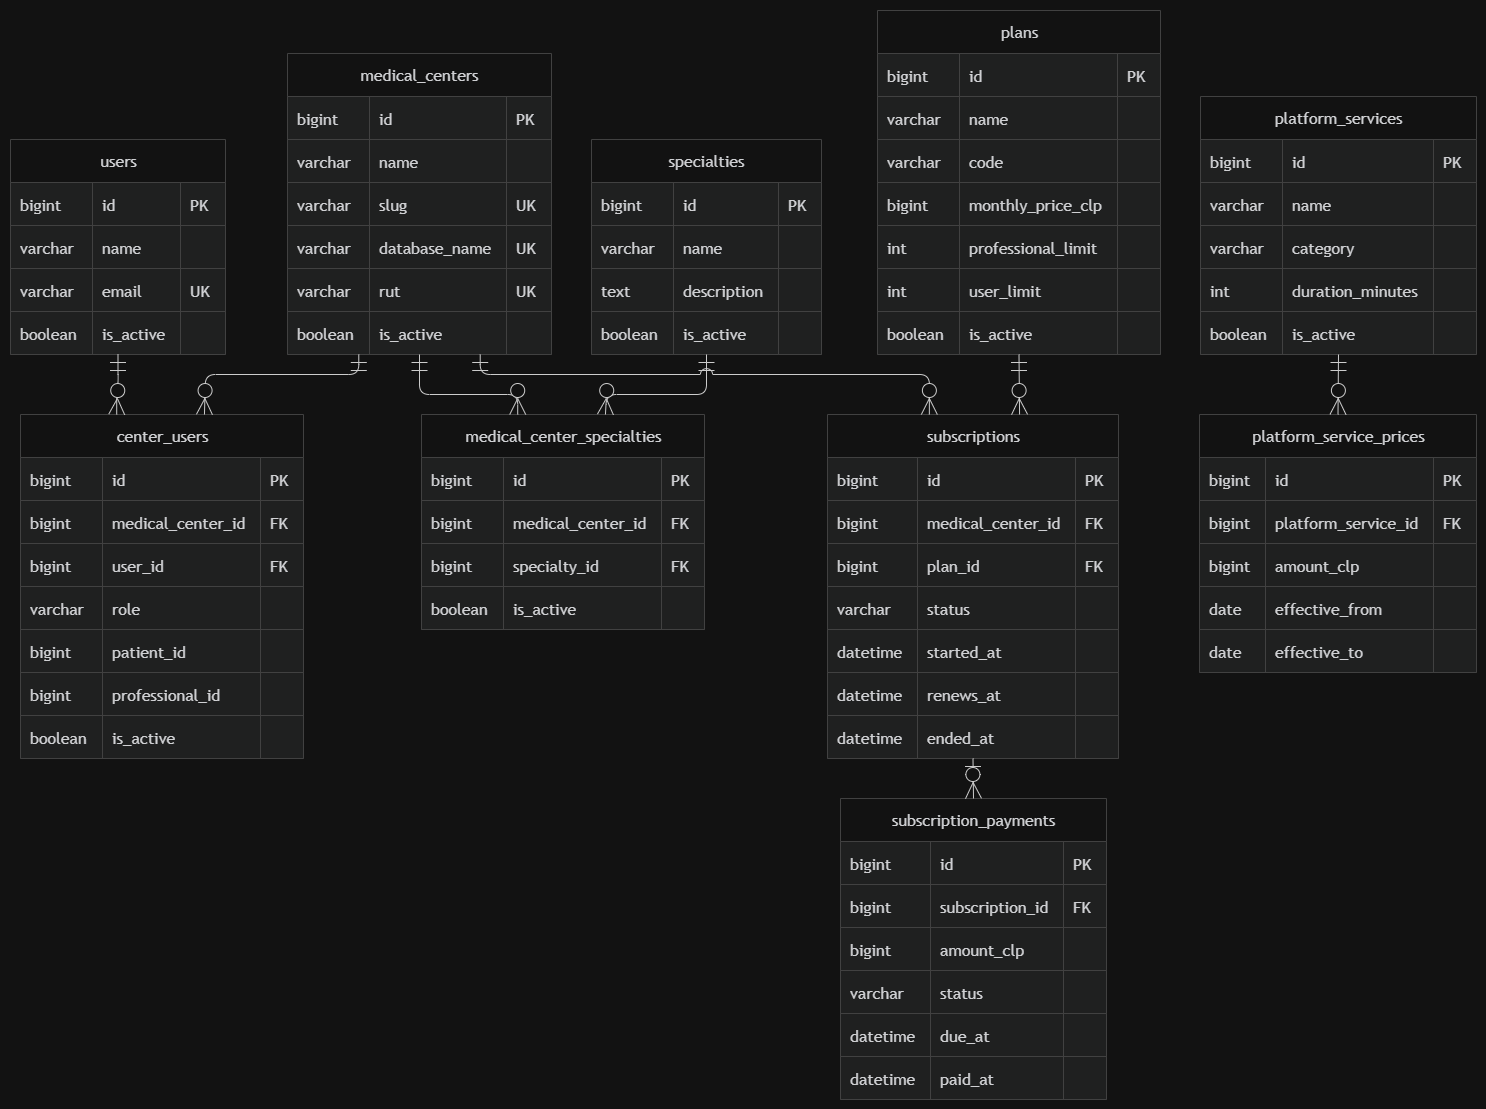 users
bigint id PK
varchar name
varchar email UK
boolean is_active
medical_centers
bigint id PK
varchar name
varchar slug UK
varchar database_name UK
varchar rut UK
boolean is_active
specialties
bigint id PK
varchar name
text description
boolean is_active
plans
bigint id PK
varchar name
varchar code
bigint monthly_price_clp
int professional_limit
int user_limit
boolean is_active
platform_services
bigint id PK
varchar name
varchar category
int duration_minutes
boolean is_active
center_users
bigint id PK
bigint medical_center_id FK
bigint user_id FK
varchar role
bigint patient_id
bigint professional_id
boolean is_active
medical_center_specialties
bigint id PK
bigint medical_center_id FK
bigint specialty_id FK
boolean is_active
subscriptions
bigint id PK
bigint medical_center_id FK
bigint plan_id FK
varchar status
datetime started_at
datetime renews_at
datetime ended_at
platform_service_prices
bigint id PK
bigint platform_service_id FK
bigint amount_clp
date effective_from
date effective_to
subscription_payments
bigint id PK
bigint subscription_id FK
bigint amount_clp
varchar status
datetime due_at
datetime paid_at